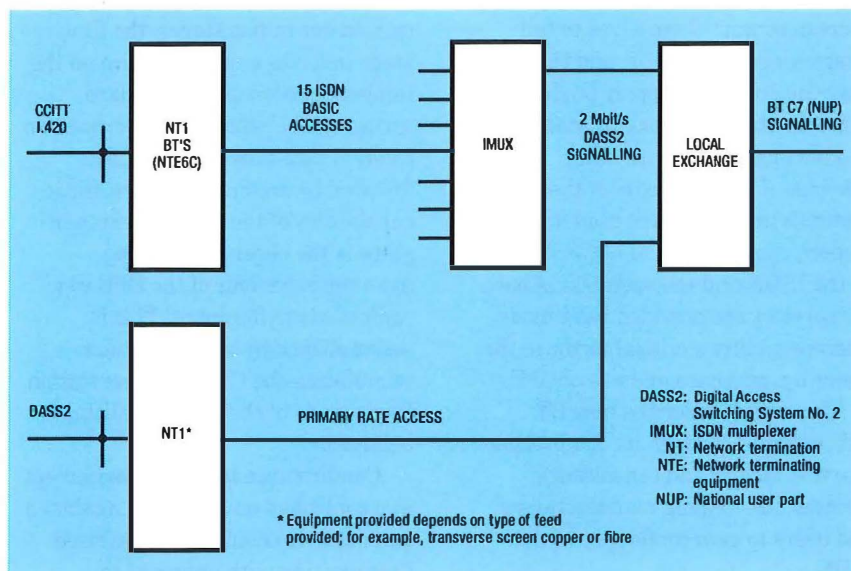 CCITT
I.420
NT1
BT'S
(NTE6C)
15 ISDN
BASIC
ACCESSES
IMUX
2 Mbit/s
DASS2
SIGNALLING
LOCAL
EXCHANGE
BT C7 (NUP)
SIGNALLING
DASS2
NT1*
PRIMARY RATE ACCESS
DASS2: Digital Access
Switching System No. 2
IMUX: ISDN multiplexer
NT: Network termination
NTE: Network terminating
equipment
NUP: National user part
* Equipment provided depends on type of feed
provided; for example, transverse screen copper or fibre